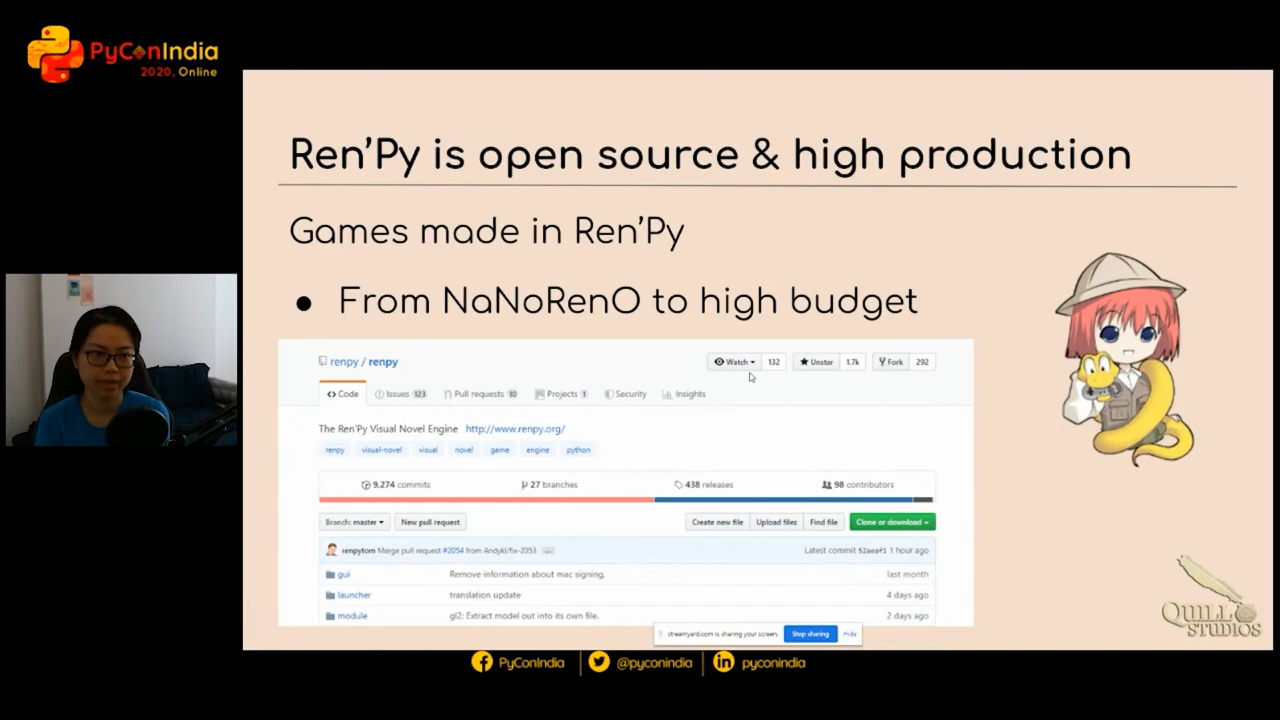 PyConIndia
2020, Online
Ren'Py is open source & high production
Games made in Ren'Py
● From NaNoRenO to high budget
renpy / renpy
Watch 132 Unstar 1.7k Fork 292
Code Issues 123 Pull requests 10 Projects 1 Security Insights
The Ren'Py Visual Novel Engine http://www.renpy.org/
renpy visual-novel visual novel game engine python
9,274 commits 27 branches 438 releases 98 contributors
Branch: master New pull request Create new file Upload files Find file Clone or download
renpytom Merge pull request #2054 from Andykl/fix-2053 ... Latest commit 52aeaf1 1 hour ago
gui Remove information about mac signing. last month
launcher translation update 4 days ago
module gl2: Extract model out into its own file. 2 days ago
streamyard.com is sharing your screen. Stop sharing Hide
QUILL
STUDIOS
PyConIndia @pyconindia pyconindia